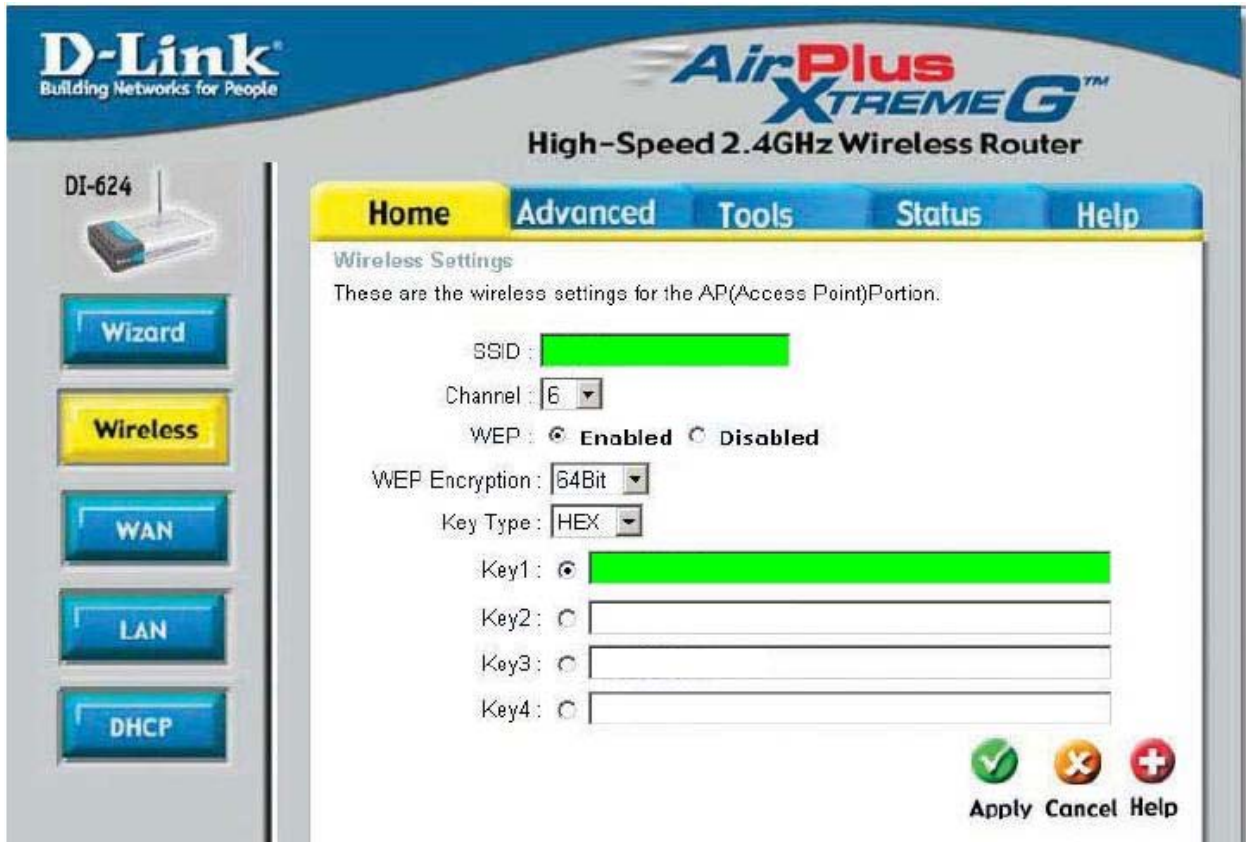 D-Link
Building Networks for People
AirPlus
XTREME G™
High-Speed 2.4GHz Wireless Router
DI-624
Home Advanced Tools Status Help
Wizard
Wireless
WAN
LAN
DHCP
Wireless Settings
These are the wireless settings for the AP(Access Point)Portion.
SSID :
Channel : 6
WEP : Enabled Disabled
WEP Encryption : 64Bit
Key Type : HEX
Key1 :
Key2 :
Key3 :
Key4 :
Apply Cancel Help